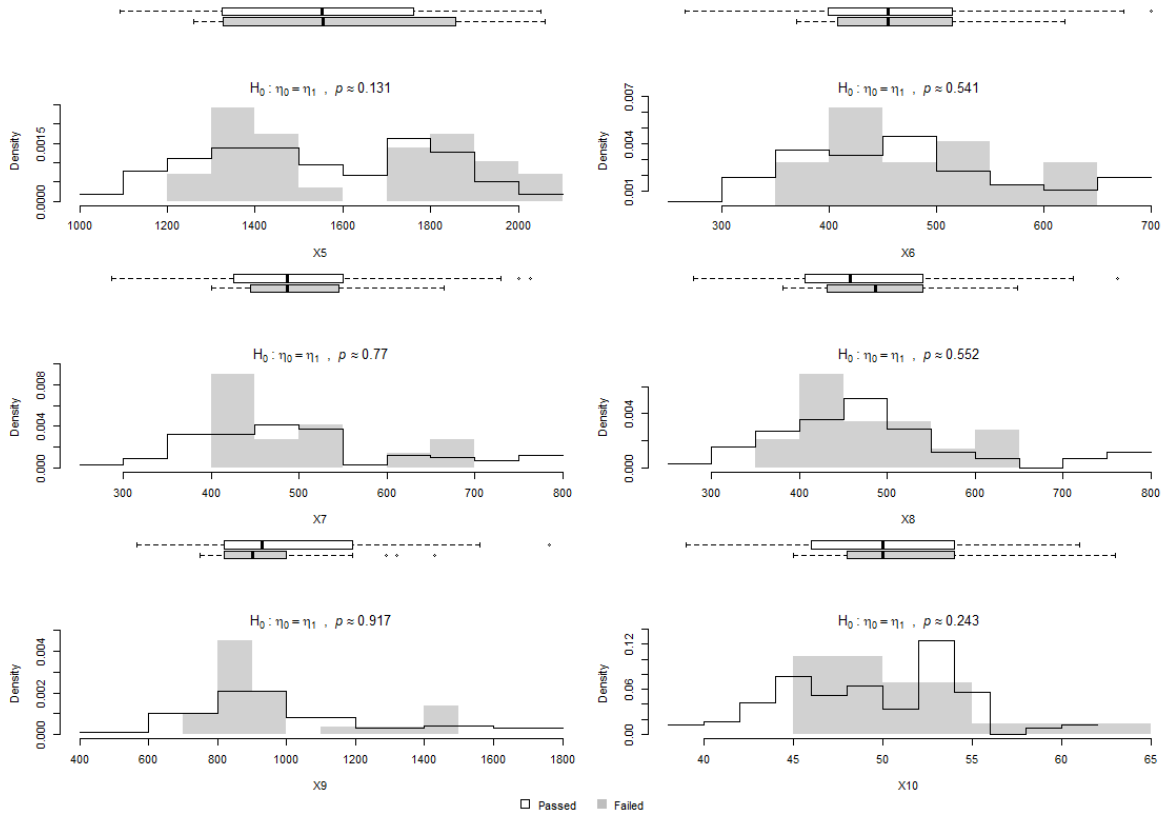 H₀ : η₀ = η₁ , p ≈ 0.131
Density
0.0000 0.0015
1000 1200 1400 1600 1800 2000
X5
H₀ : η₀ = η₁ , p ≈ 0.541
Density
0.001 0.004 0.007
300 400 500 600 700
X6
H₀ : η₀ = η₁ , p ≈ 0.77
Density
0.000 0.004 0.008
300 400 500 600 700 800
X7
H₀ : η₀ = η₁ , p ≈ 0.552
Density
0.000 0.004
300 400 500 600 700 800
X8
H₀ : η₀ = η₁ , p ≈ 0.917
Density
0.000 0.002 0.004
400 600 800 1000 1200 1400 1600 1800
X9
H₀ : η₀ = η₁ , p ≈ 0.243
Density
0.00 0.06 0.12
40 45 50 55 60 65
X10
Passed Failed